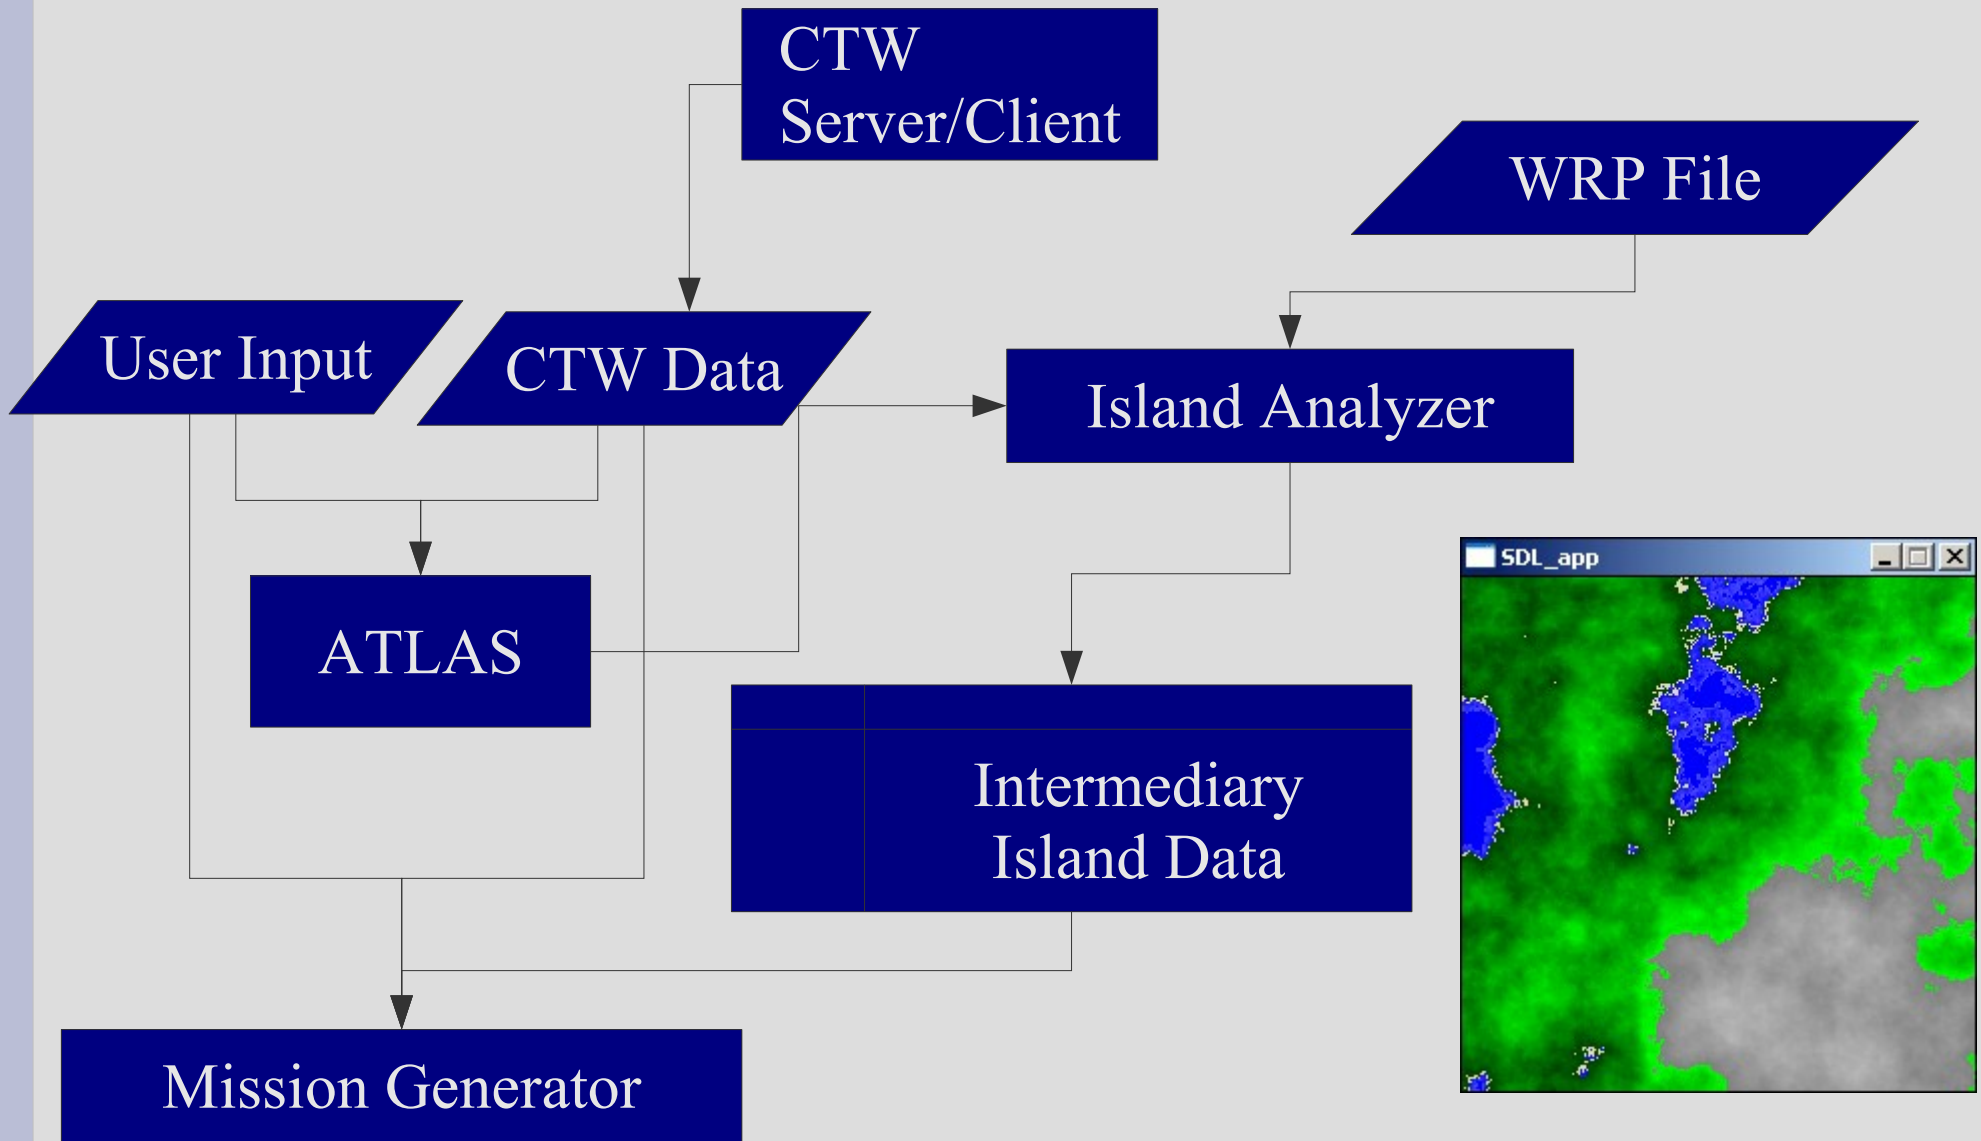 CTW
Server/Client
WRP File
User Input
CTW Data
Island Analyzer
SDL_app
ATLAS
Intermediary
Island Data
Mission Generator